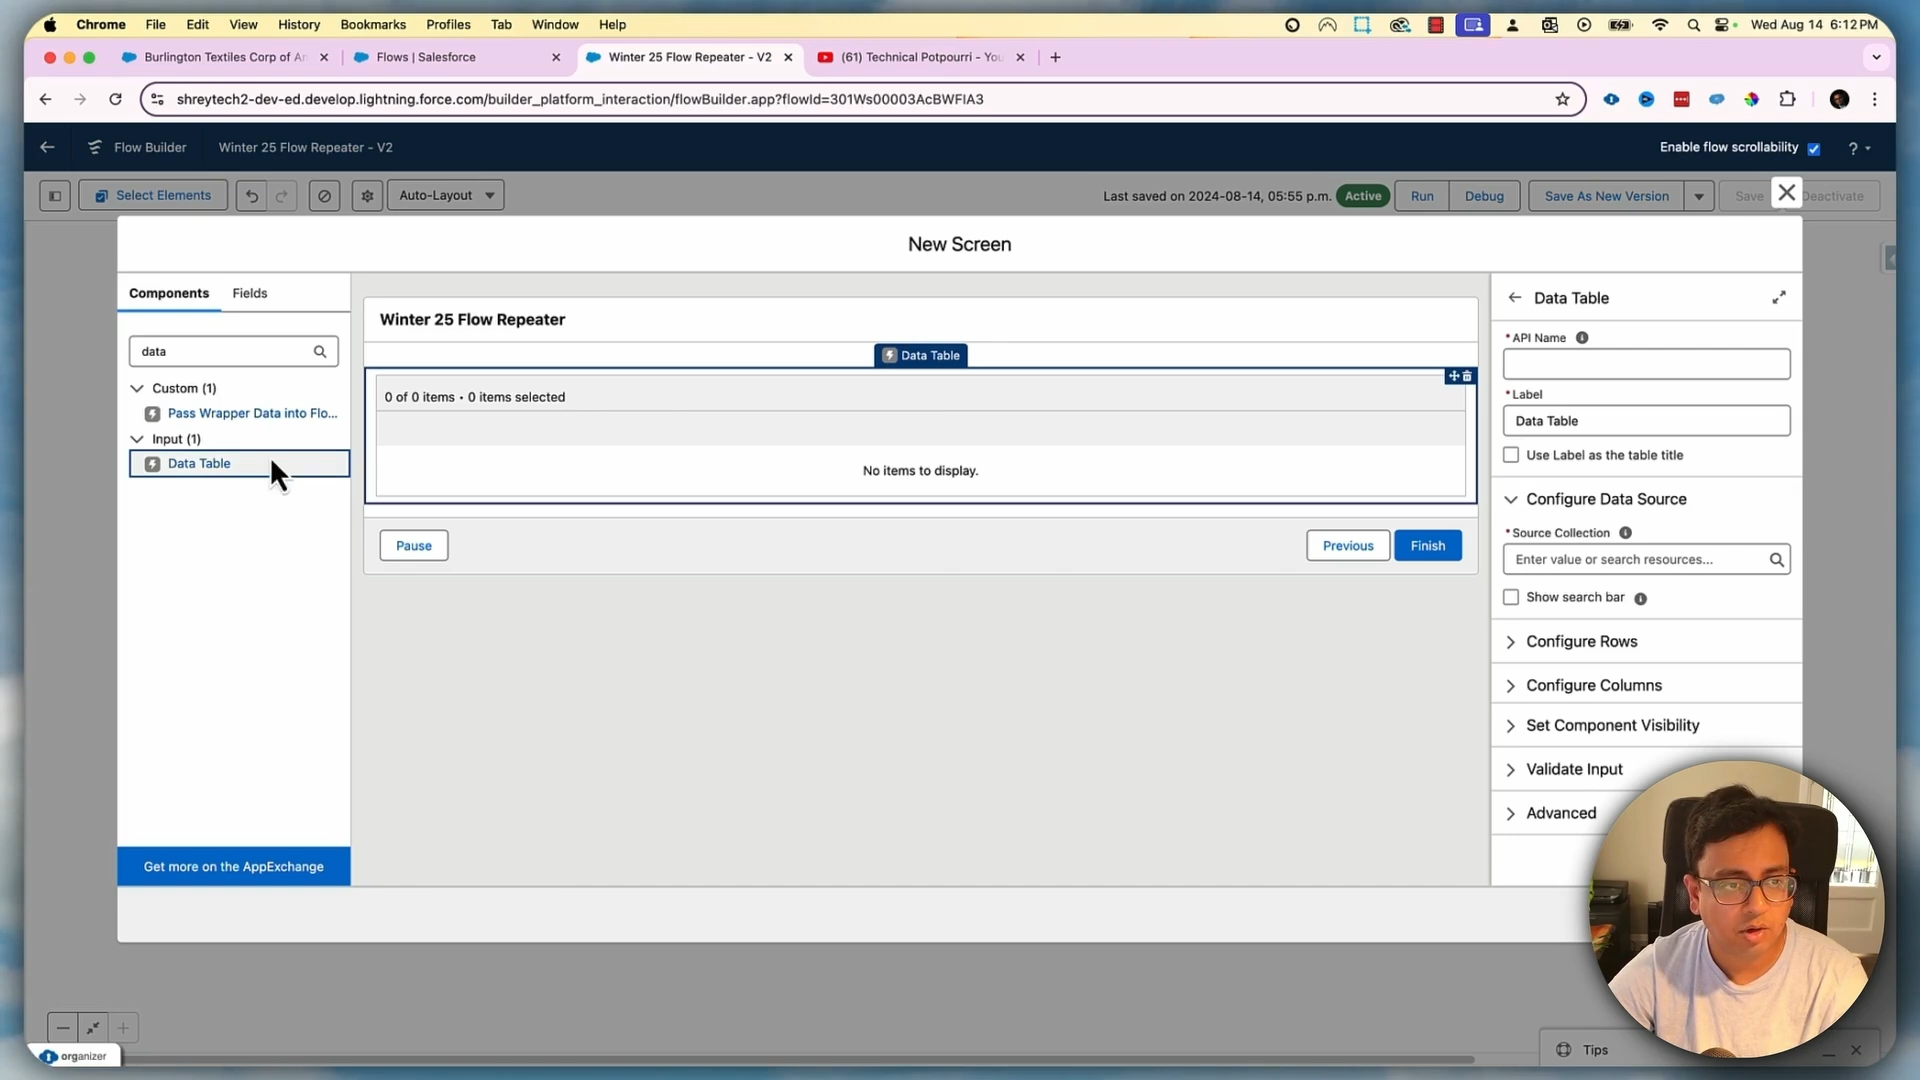 Chrome File Edit View History Bookmarks Profiles Tab Window Help Wed Aug 14 6:12 PM
Burlington Textiles Corp of Am Flows | Salesforce Winter 25 Flow Repeater - V2 (61) Technical Potpourri - You
shreytech2-dev-ed.develop.lightning.force.com/builder_platform_interaction/flowBuilder.app?flowId=301Ws00003AcBWFIA3
Flow Builder Winter 25 Flow Repeater - V2 Enable flow scrollability ?
Select Elements Auto-Layout Last saved on 2024-08-14, 05:55 p.m. Active Run Debug Save As New Version Save Deactivate
New Screen
Components Fields
data
Custom (1)
Pass Wrapper Data into Flo...
Input (1)
Data Table
Get more on the AppExchange
Winter 25 Flow Repeater
Data Table
0 of 0 items • 0 items selected
No items to display.
Pause Previous Finish
Data Table
* API Name
* Label
Data Table
Use Label as the table title
Configure Data Source
* Source Collection
Enter value or search resources...
Show search bar
Configure Rows
Configure Columns
Set Component Visibility
Validate Input
Advanced
organizer
Tips